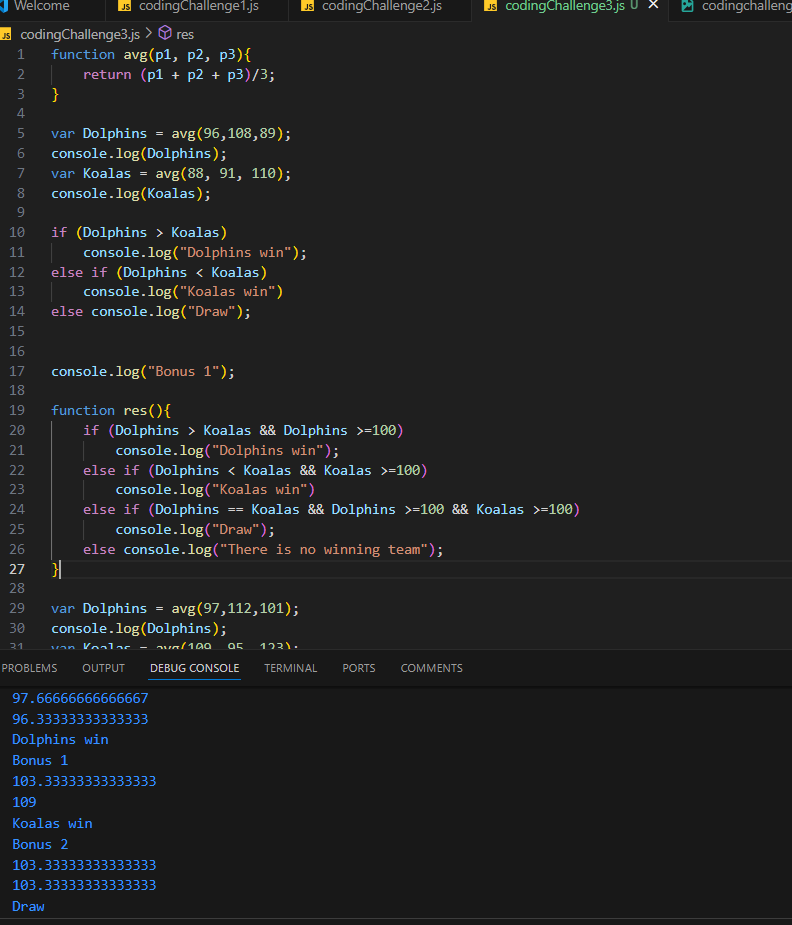 Welcome
JS codingChallenge1.js
JS codingChallenge2.js
JS codingChallenge3.js U
codingchalleng
JS codingChallenge3.js > res
1 function avg(p1, p2, p3){
2 return (p1 + p2 + p3)/3;
3 }
4
5 var Dolphins = avg(96,108,89);
6 console.log(Dolphins);
7 var Koalas = avg(88, 91, 110);
8 console.log(Koalas);
9
10 if (Dolphins > Koalas)
11 console.log("Dolphins win");
12 else if (Dolphins < Koalas)
13 console.log("Koalas win")
14 else console.log("Draw");
15
16
17 console.log("Bonus 1");
18
19 function res(){
20 if (Dolphins > Koalas && Dolphins >=100)
21 console.log("Dolphins win");
22 else if (Dolphins < Koalas && Koalas >=100)
23 console.log("Koalas win")
24 else if (Dolphins == Koalas && Dolphins >=100 && Koalas >=100)
25 console.log("Draw");
26 else console.log("There is no winning team");
27 }
28
29 var Dolphins = avg(97,112,101);
30 console.log(Dolphins);
31 var Koalas = avg(109, 95, 123);
PROBLEMS OUTPUT DEBUG CONSOLE TERMINAL PORTS COMMENTS
97.66666666666667
96.33333333333333
Dolphins win
Bonus 1
103.33333333333333
109
Koalas win
Bonus 2
103.33333333333333
103.33333333333333
Draw